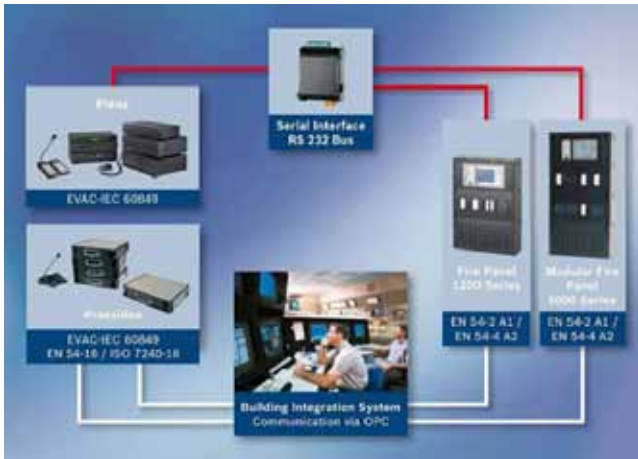 Plena
EVAC-IEC 60849
Serial Interface
RS 232 Bus
Praesideo
EVAC-IEC 60849
EN 54-16 / ISO 7240-16
Fire Panel
1200 Series
EN 54-2 A1 /
EN 54-4 A2
Modular Fire
Panel
5000 Series
EN 54-2 A1 /
EN 54-4 A2
Building Integration System
Communication via OPC